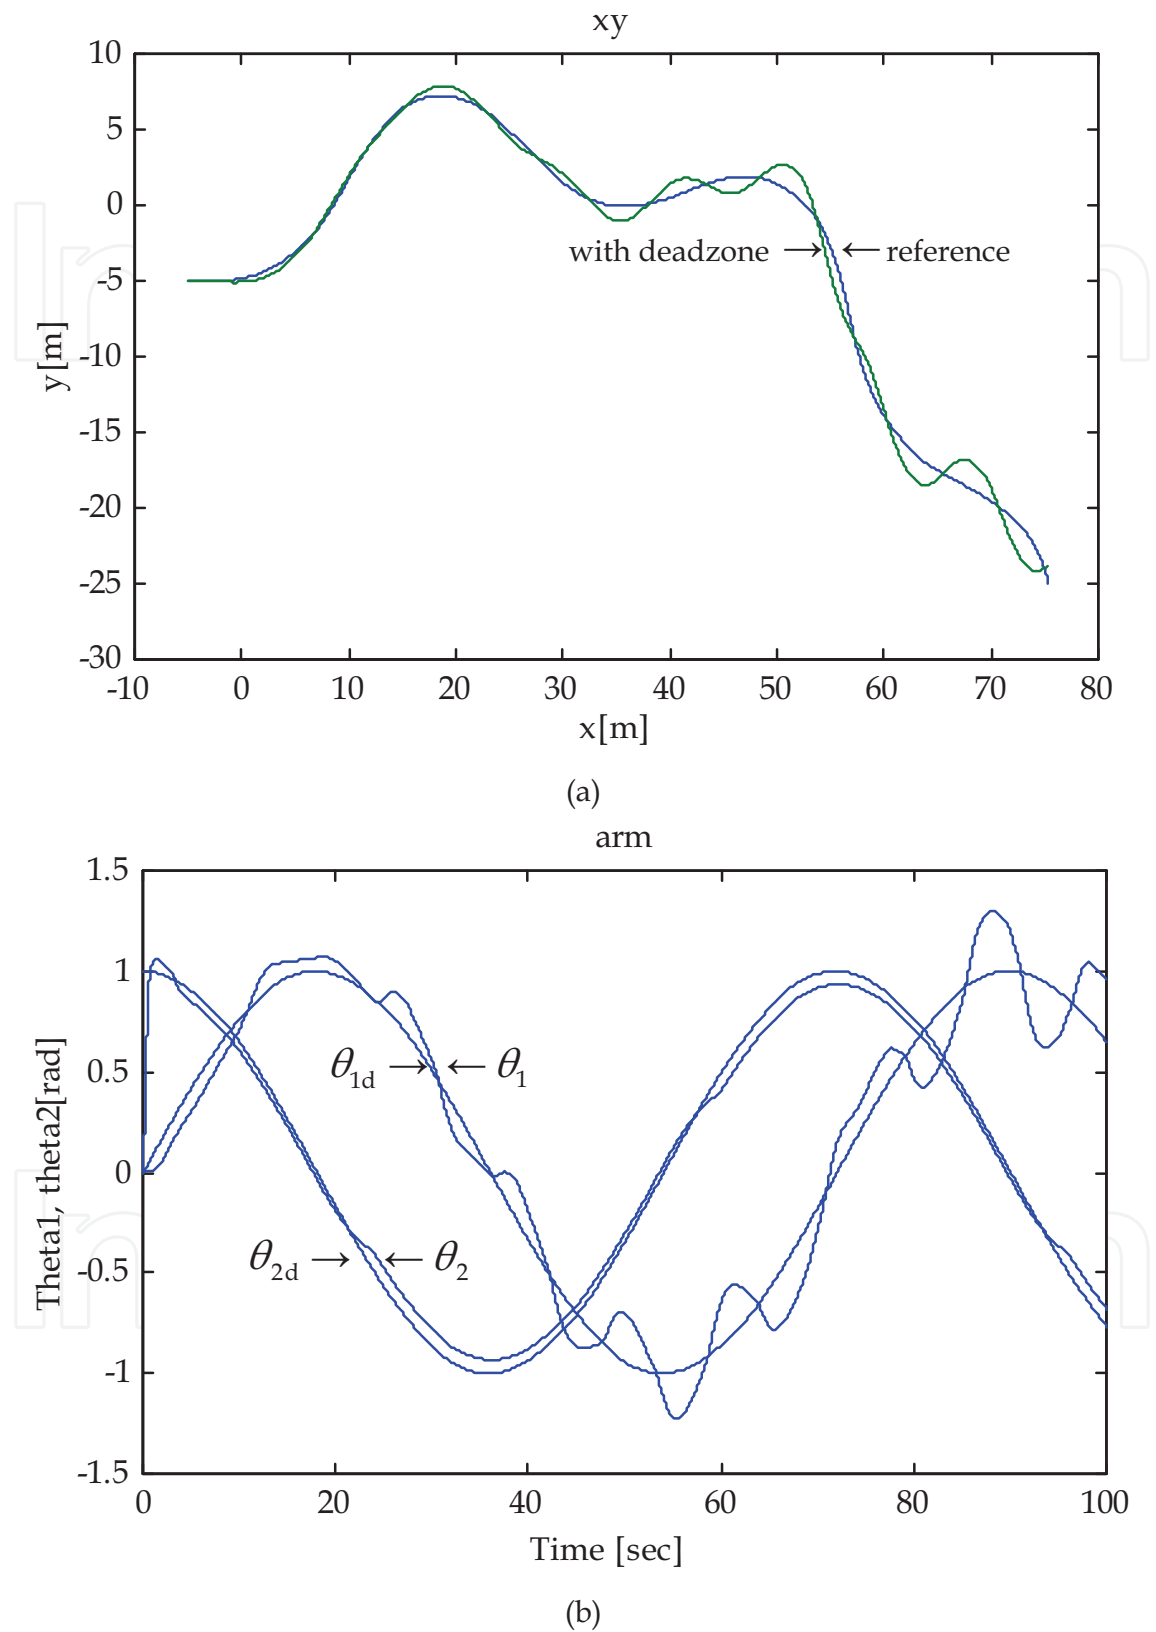 xy
10
5
0
-5
-10
-15
-20
-25
-30
y[m]
with deadzone → ← reference
-10 0 10 20 30 40 50 60 70 80
x[m]
(a)
arm
1.5
1
0.5
0
-0.5
-1
-1.5
Theta1, theta2[rad]
θ1d → ← θ1
θ2d → ← θ2
0 20 40 60 80 100
Time [sec]
(b)